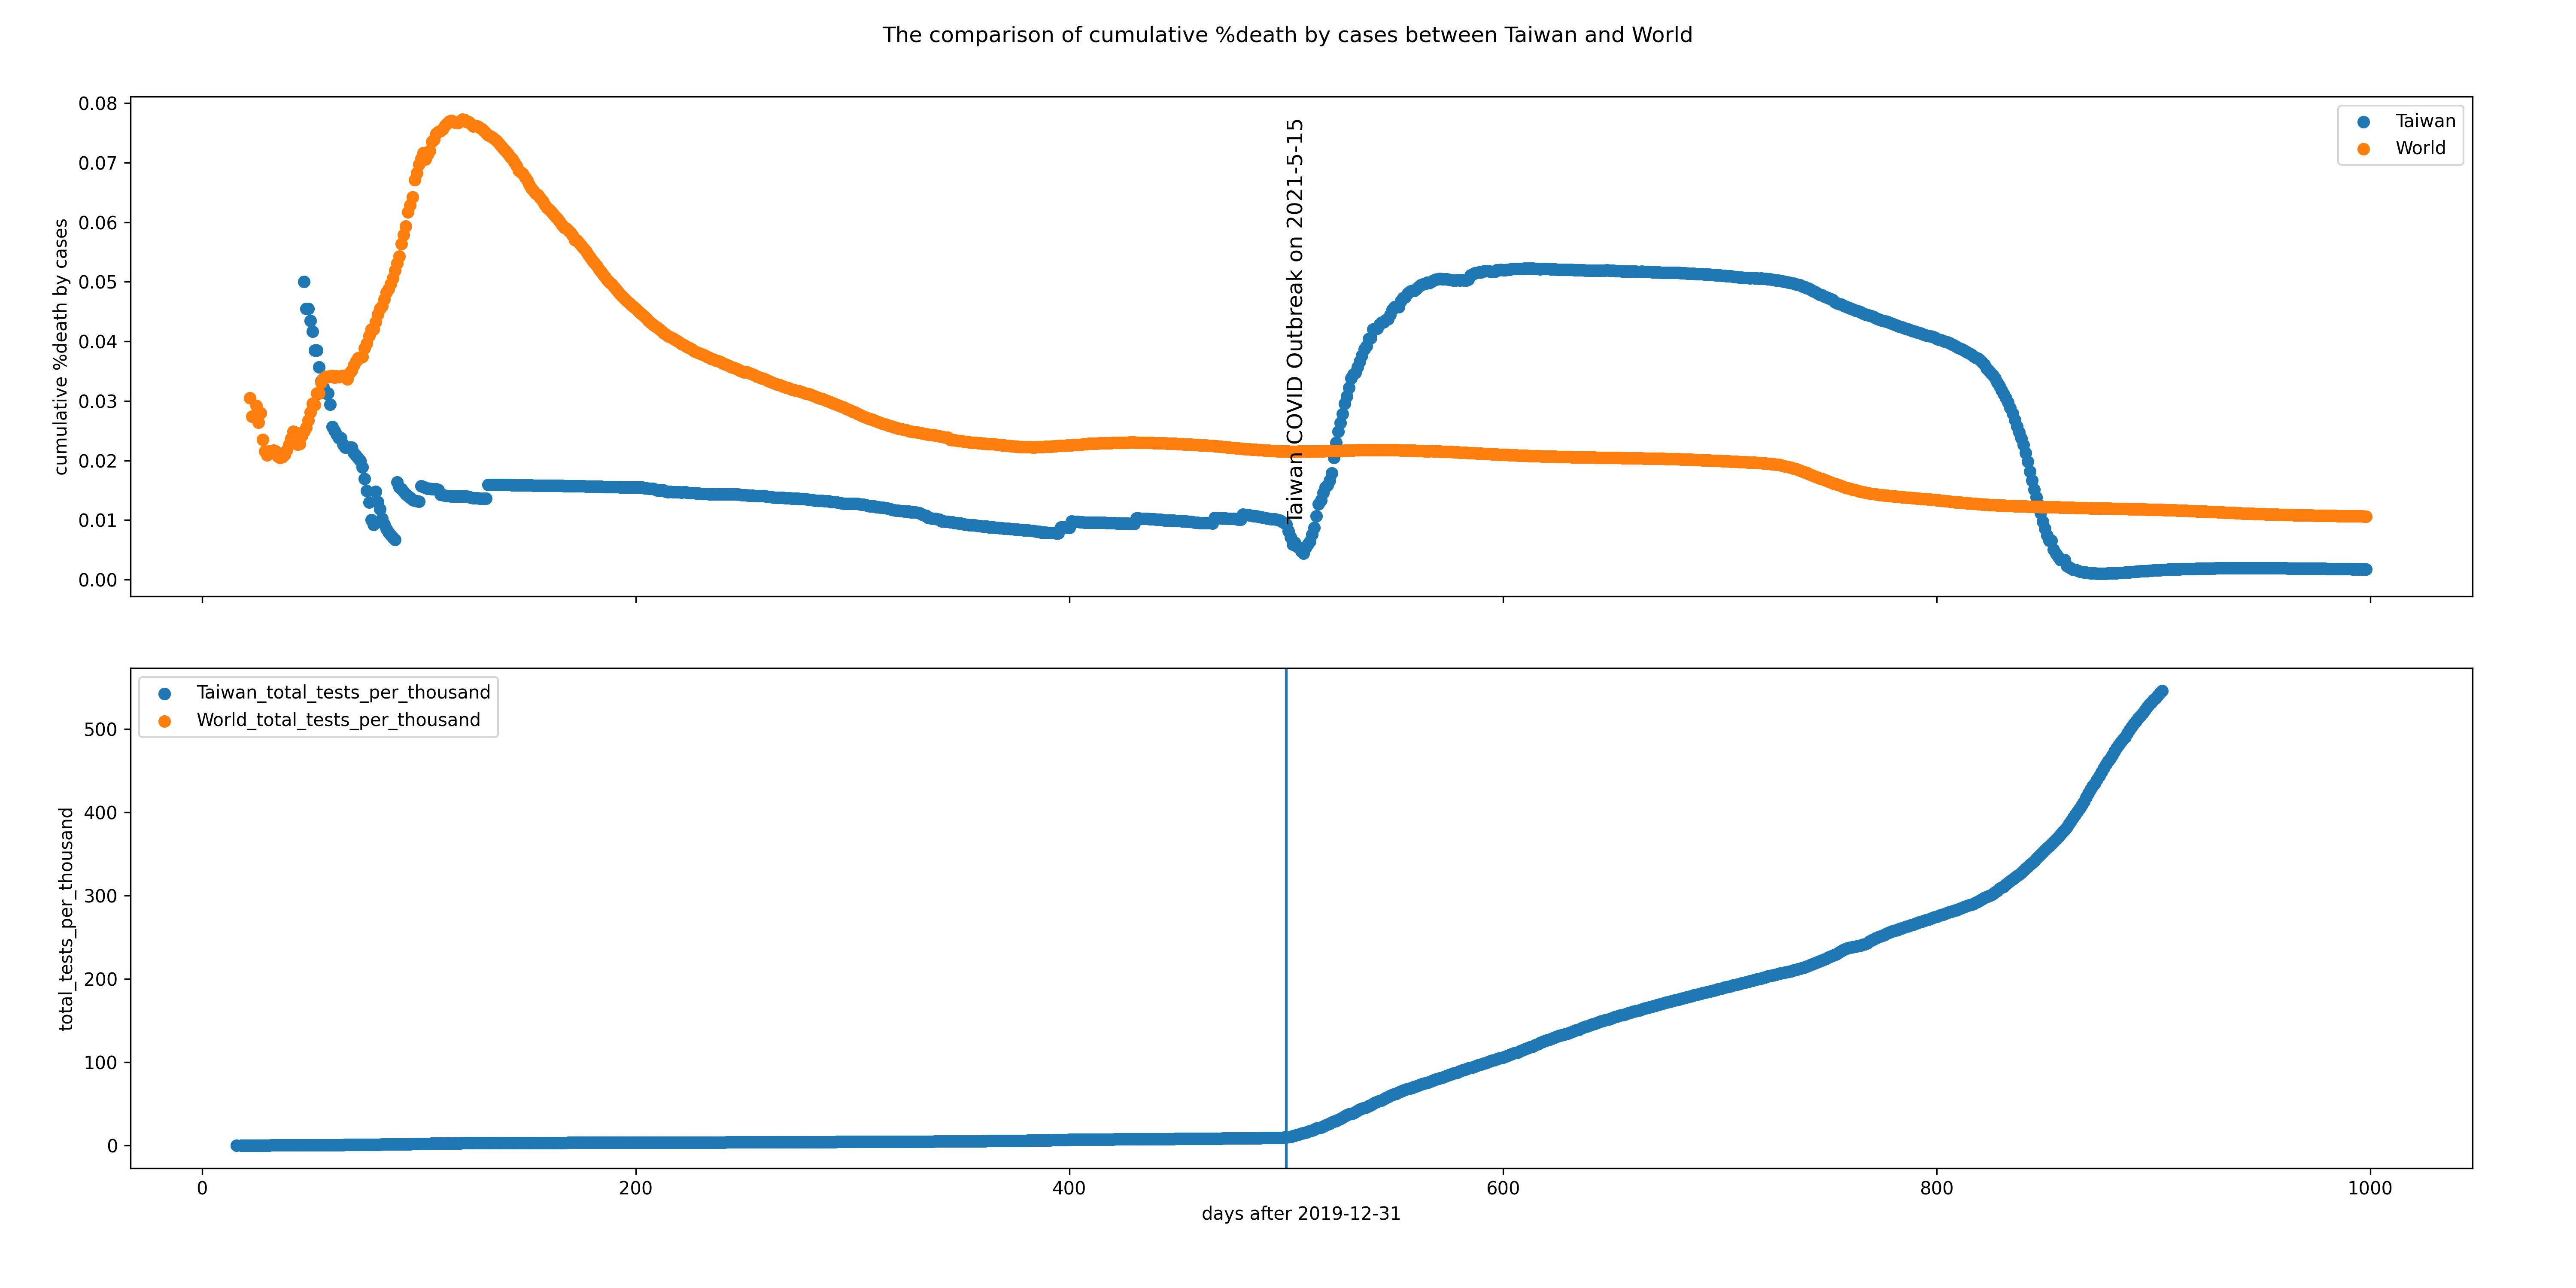 The comparison of cumulative %death by cases between Taiwan and World
cumulative %death by cases
0.08
0.07
0.06
0.05
0.04
0.03
0.02
0.01
0.00
Taiwan COVID Outbreak on 2021-5-15
Taiwan
World
total_tests_per_thousand
500
400
300
200
100
0
Taiwan_total_tests_per_thousand
World_total_tests_per_thousand
0 200 400 600 800 1000
days after 2019-12-31